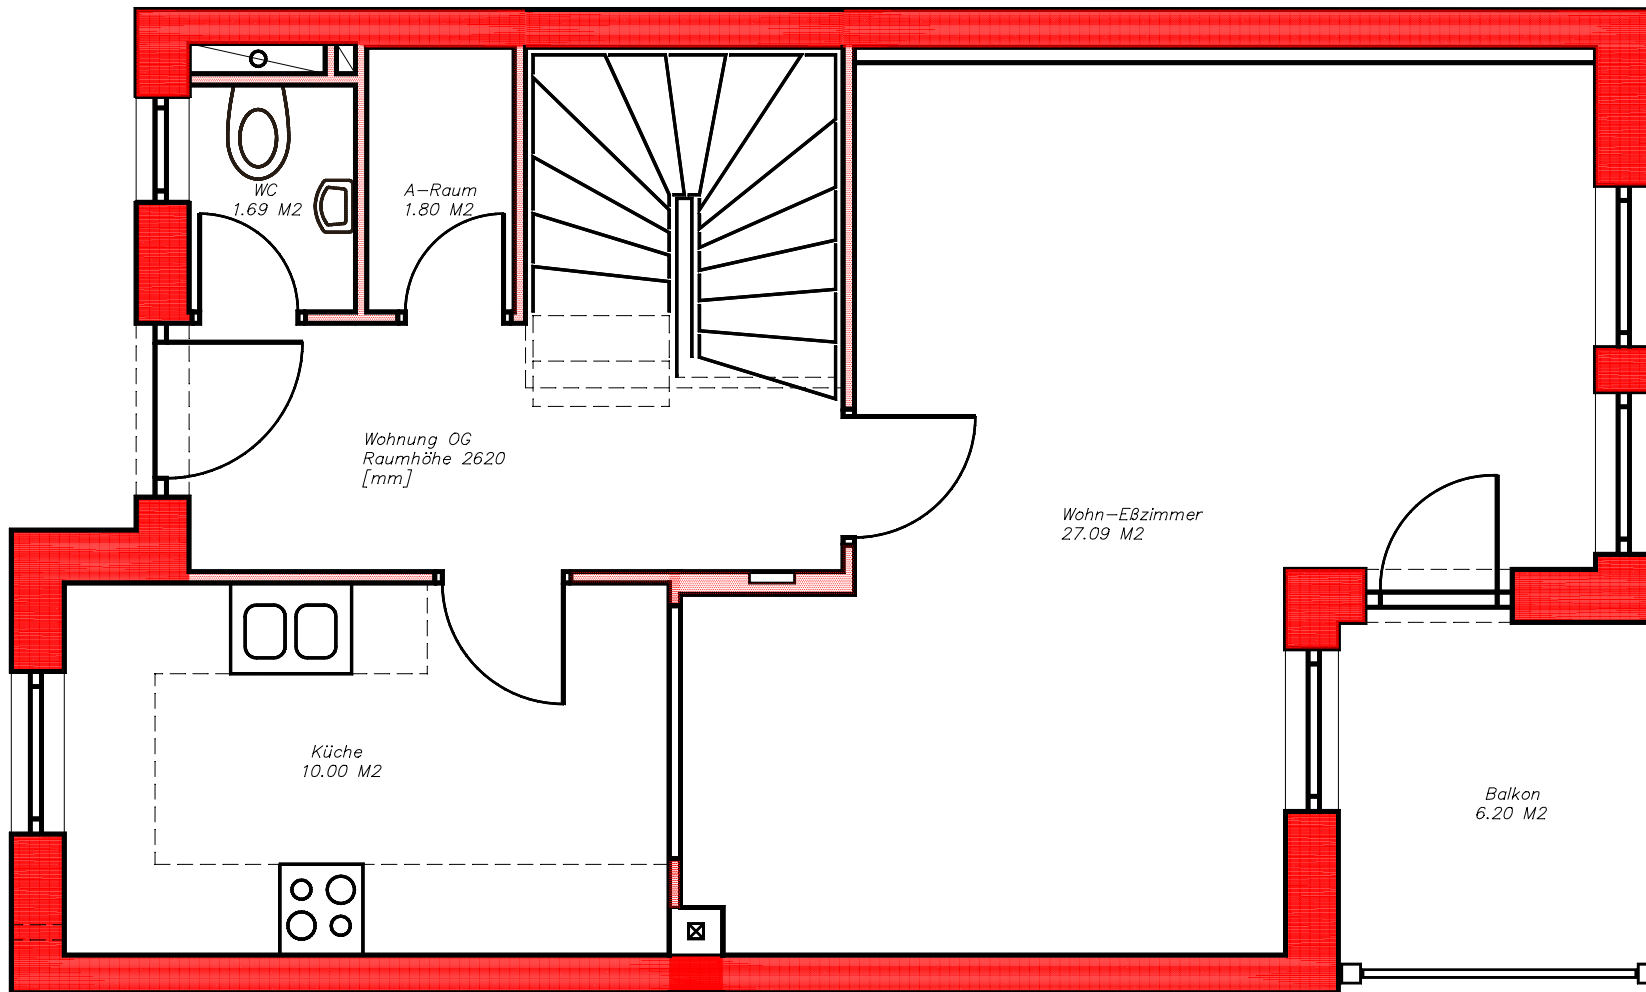 WC
1.69 M2
A-Raum
1.80 M2
Wohnung OG
Raumhöhe 2620
[mm]
Wohn-Eßzimmer
27.09 M2
Küche
10.00 M2
Balkon
6.20 M2